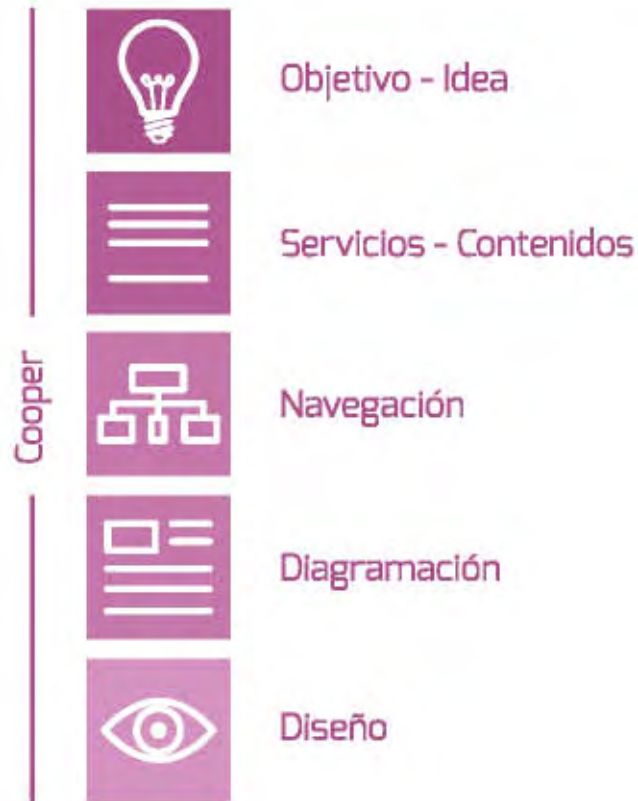 Objetivo - Idea
Servicios - Contenidos
Cooper
Navegación
Diagramación
Diseño